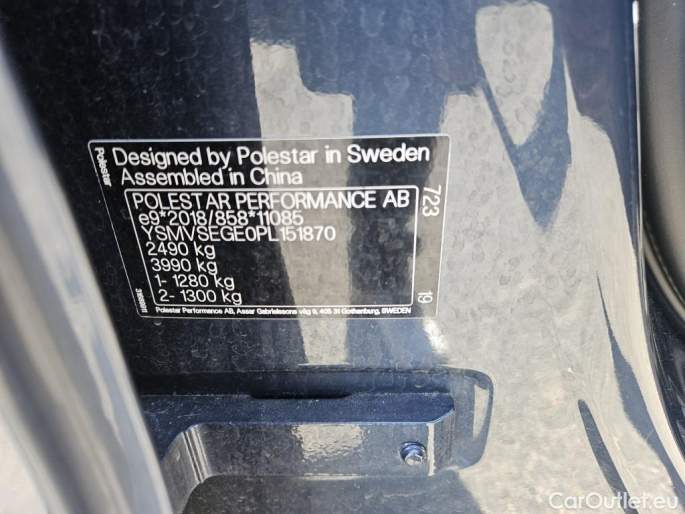 Polestar
Designed by Polestar in Sweden
Assembled in China
POLESTAR PERFORMANCE AB
e9*2018/858*11085
YSMVSEGE0PL151870
2490 kg
3990 kg
1- 1280 kg
2- 1300 kg
723
19
Polestar Performance AB, Assar Gabrielssons väg 9, 405 31 Gothenburg, SWEDEN
CarOutlet.eu